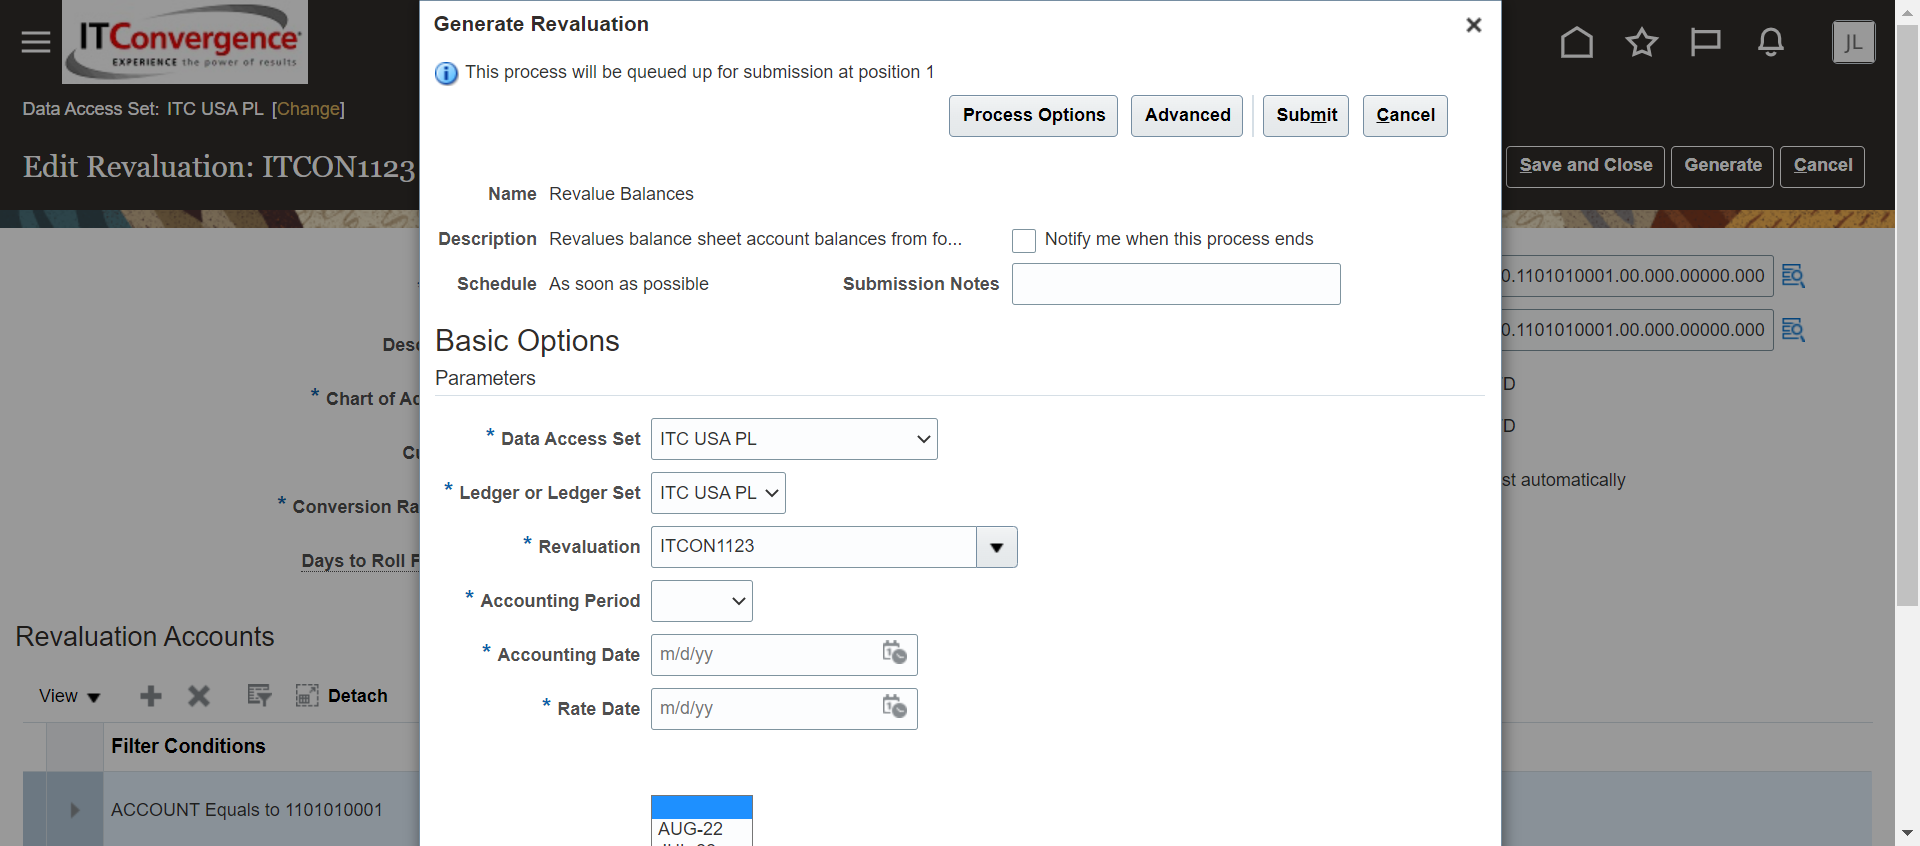 ITConvergence
EXPERIENCE the power of results
Data Access Set: ITC USA PL [Change]
Edit Revaluation: ITCON1123
JL
Save and Close
Generate
Cancel
Generate Revaluation
This process will be queued up for submission at position 1
Process Options
Advanced
Submit
Cancel
Name Revalue Balances
Description Revalues balance sheet account balances from fo...
Notify me when this process ends
Schedule As soon as possible
Submission Notes
Basic Options
Parameters
* Data Access Set ITC USA PL
* Ledger or Ledger Set ITC USA PL
* Revaluation ITCON1123
* Accounting Period
* Accounting Date m/d/yy
* Rate Date m/d/yy
AUG-22
0.1101010001.00.000.00000.000
0.1101010001.00.000.00000.000
D
D
st automatically
Desc
* Chart of Ac
Cu
* Conversion Ra
Days to Roll F
Revaluation Accounts
View
Detach
Filter Conditions
ACCOUNT Equals to 1101010001